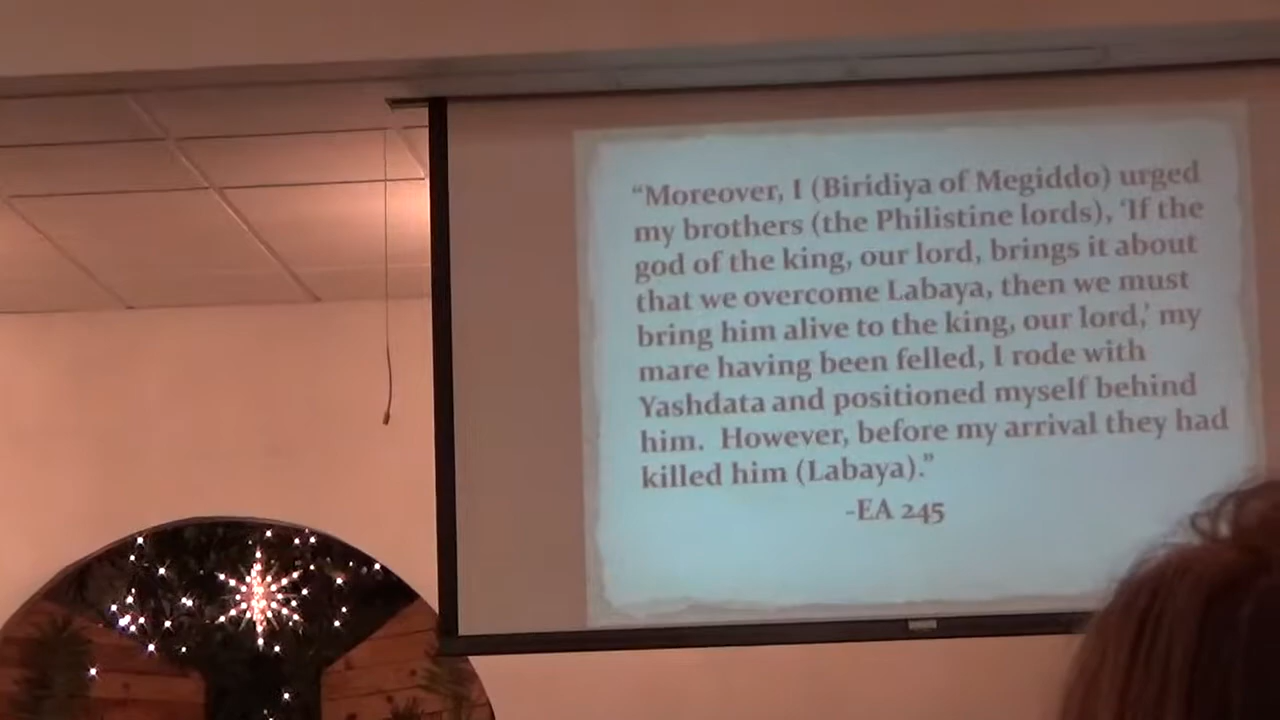 “Moreover, I (Biridiya of Megiddo) urged
my brothers (the Philistine lords), ‘If the
god of the king, our lord, brings it about
that we overcome Labaya, then we must
bring him alive to the king, our lord,’ my
mare having been felled, I rode with
Yashdata and positioned myself behind
him.  However, before my arrival they had
killed him (Labaya).”
-EA 245